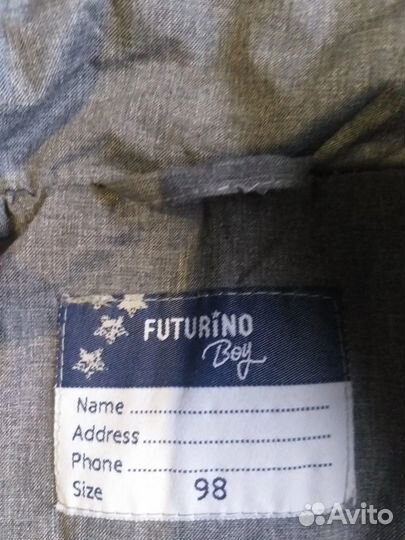 FUTURINO
Boy
Name ..............................
Address..........................
Phone ............................
Size 98
Avito